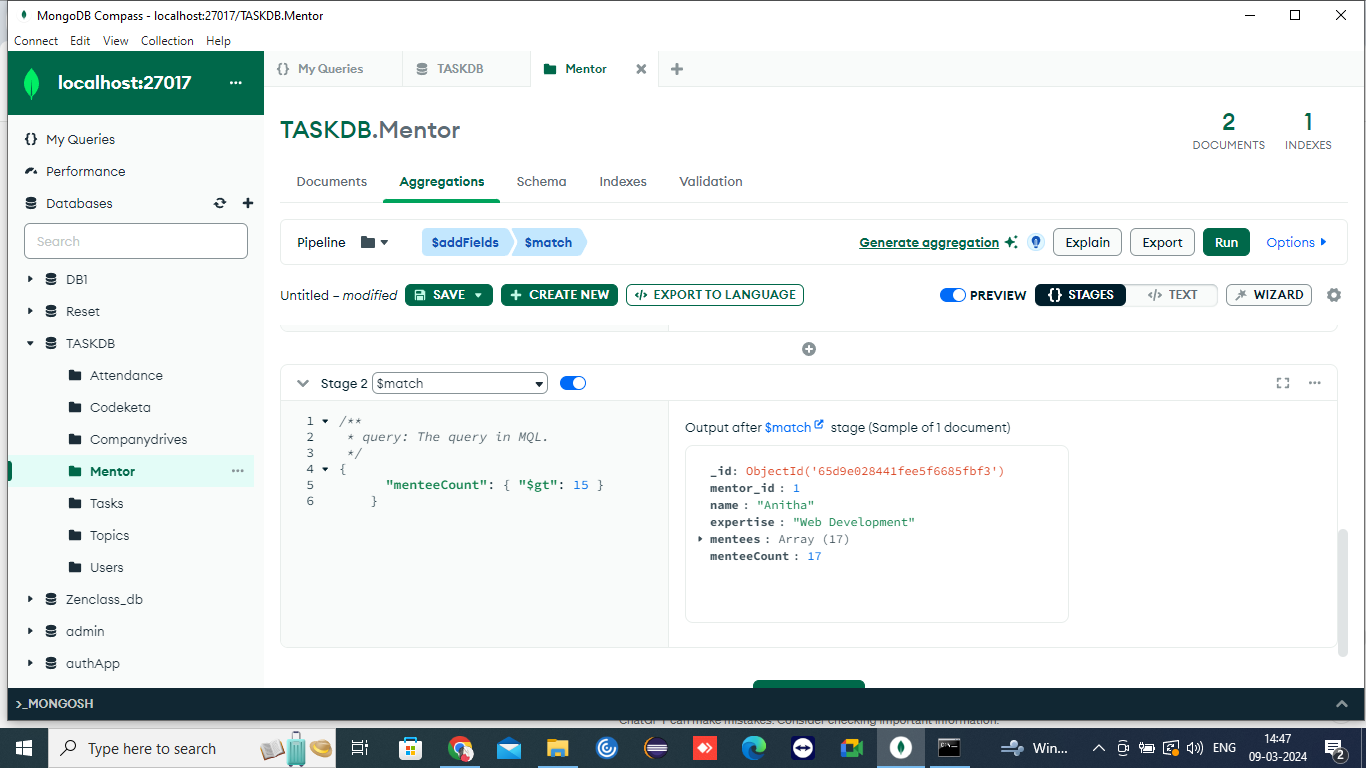 MongoDB Compass - localhost:27017/TASKDB.Mentor
Connect Edit View Collection Help
localhost:27017 ...
{} My Queries
TASKDB
Mentor
My Queries
Performance
Databases
Search
DB1
Reset
TASKDB
Attendance
Codeketa
Companydrives
Mentor
Tasks
Topics
Users
Zenclass_db
admin
authApp
TASKDB.Mentor
2
DOCUMENTS
1
INDEXES
Documents Aggregations Schema Indexes Validation
Pipeline $addFields $match Generate aggregation Explain Export Run Options
Untitled – modified SAVE + CREATE NEW </> EXPORT TO LANGUAGE PREVIEW {} STAGES </> TEXT WIZARD
Stage 2 $match
1 /**
2 * query: The query in MQL.
3 */
4 {
5 "menteeCount": { "$gt": 15 }
6 }
Output after $match stage (Sample of 1 document)
_id: ObjectId('65d9e028441fee5f6685fbf3')
mentor_id : 1
name : "Anitha"
expertise : "Web Development"
mentees : Array (17)
menteeCount : 17
>_MONGOSH
ChatGPT can make mistakes. Consider checking important information.
Type here to search
Win...
ENG
14:47
09-03-2024
2